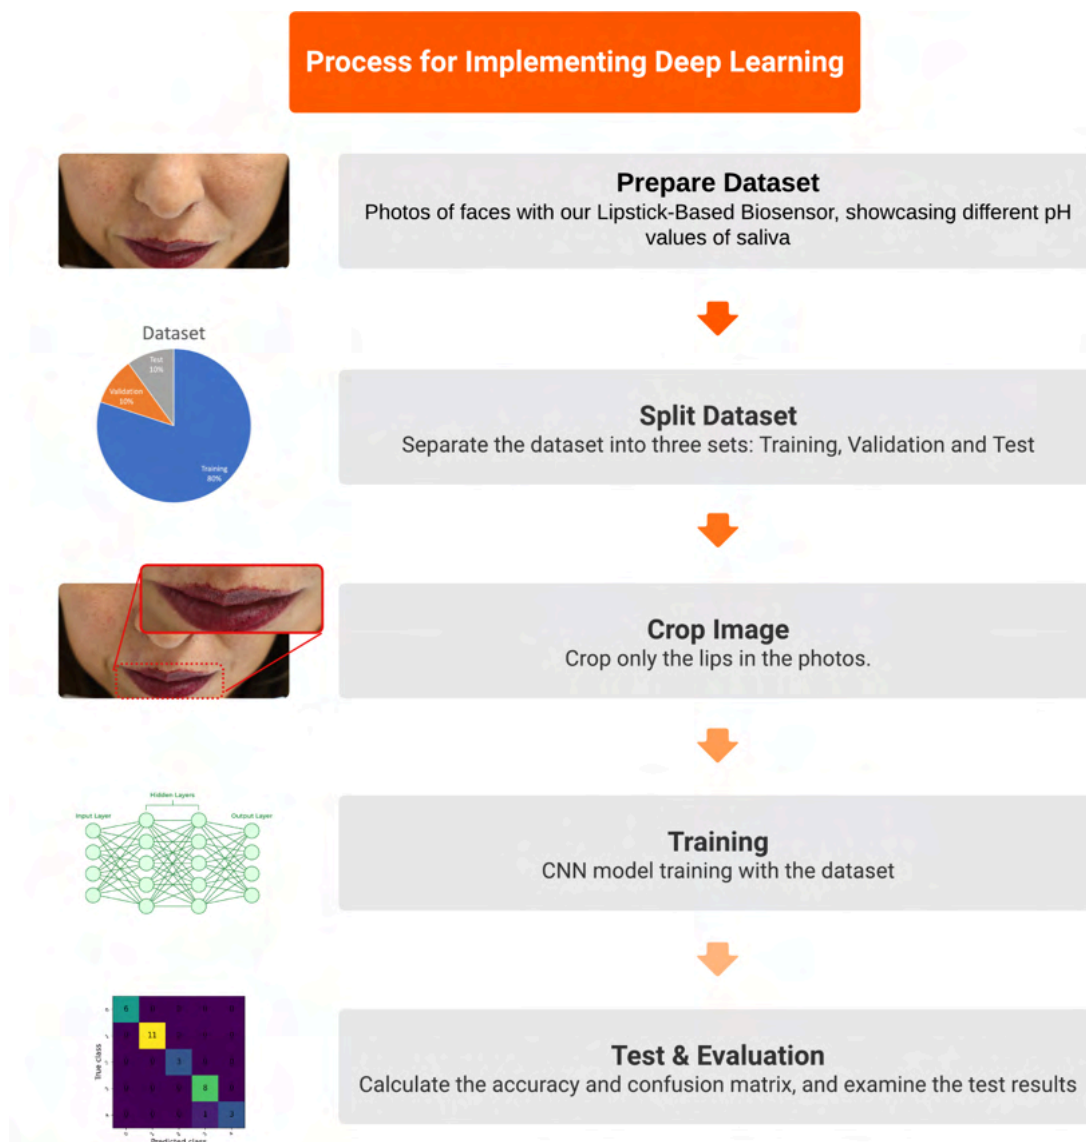 Process for Implementing Deep Learning
Prepare Dataset
Photos of faces with our Lipstick-Based Biosensor, showcasing different pH
values of saliva
Dataset
Test
10%
Validation
10%
Training
80%
Split Dataset
Separate the dataset into three sets: Training, Validation and Test
Crop Image
Crop only the lips in the photos.
Hidden Layers
Input Layer
Output Layer
Training
CNN model training with the dataset
6
11
3
8
1 3
True class
Predicted class
Test & Evaluation
Calculate the accuracy and confusion matrix, and examine the test results